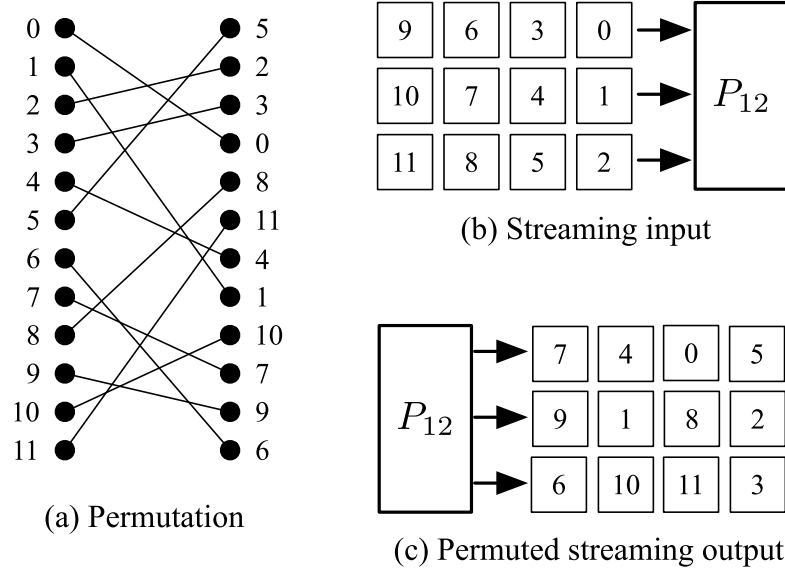 0 5
1 2
2 3
3 0
4 8
5 11
6 4
7 1
8 10
9 7
10 9
11 6
(a) Permutation
9 6 3 0
10 7 4 1 P12
11 8 5 2
(b) Streaming input
7 4 0 5
P12 9 1 8 2
6 10 11 3
(c) Permuted streaming output